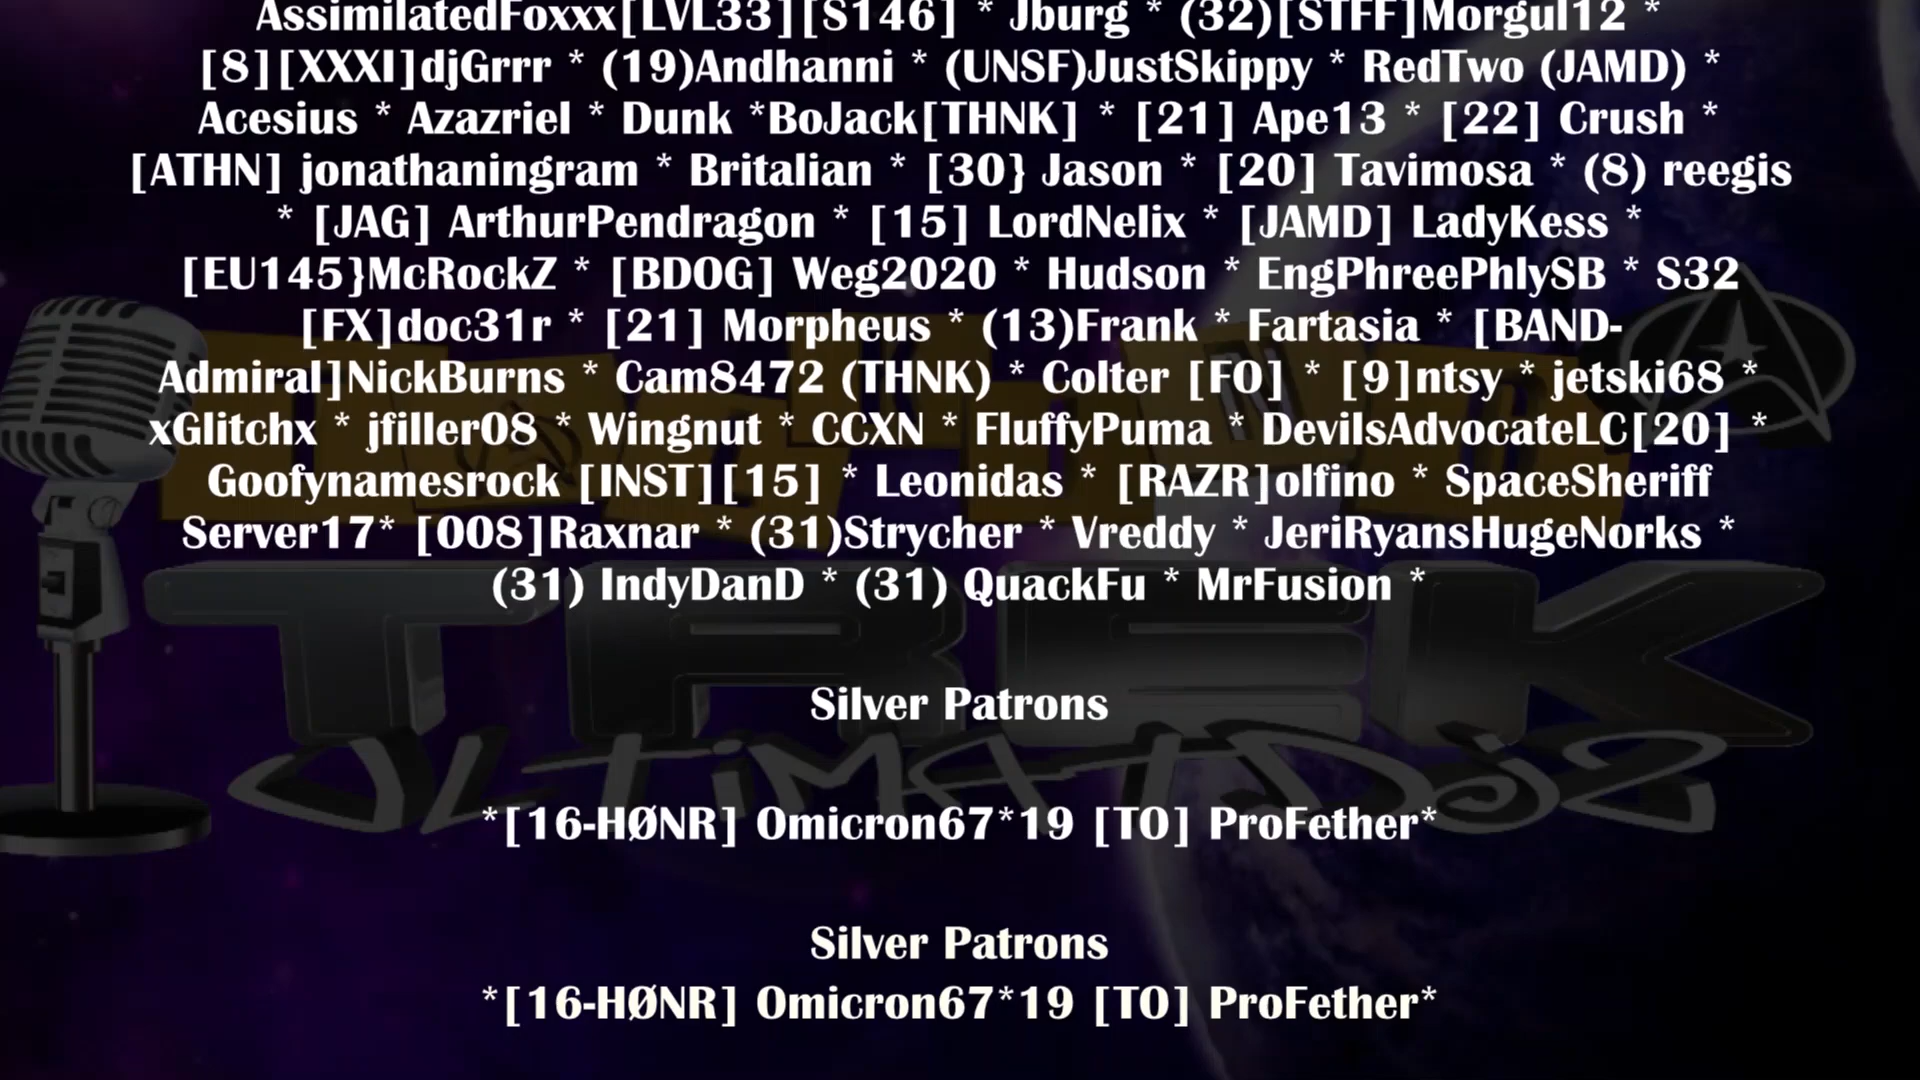 AssimilatedFoxxx[LVL33][S146] * Jburg * (32)[STFF]Morgul12 *
[8][XXXI]djGrrr * (19)Andhanni * (UNSF)JustSkippy * RedTwo (JAMD) *
Acesius * Azazriel * Dunk *BoJack[THNK] * [21] Ape13 * [22] Crush *
[ATHN] jonathaningram * Britalian * [30} Jason * [20] Tavimosa * (8) reegis
* [JAG] ArthurPendragon * [15] LordNelix * [JAMD] LadyKess *
[EU145}McRockZ * [BDOG] Weg2020 * Hudson * EngPhreePhlySB * S32
[FX]doc31r * [21] Morpheus * (13)Frank * Fartasia * [BAND-
Admiral]NickBurns * Cam8472 (THNK) * Colter [FO] * [9]ntsy * jetski68 *
xGlitchx * jfiller08 * Wingnut * CCXN * FluffyPuma * DevilsAdvocateLC[20] *
Goofynamesrock [INST][15] * Leonidas * [RAZR]olfino * SpaceSheriff
Server17* [008]Raxnar * (31)Strycher * Vreddy * JeriRyansHugeNorks *
(31) IndyDanD * (31) QuackFu * MrFusion *
TREK
ULTiMATDJ2
Silver Patrons
*[16-HØNR] Omicron67*19 [TO] ProFether*
Silver Patrons
*[16-HØNR] Omicron67*19 [TO] ProFether*